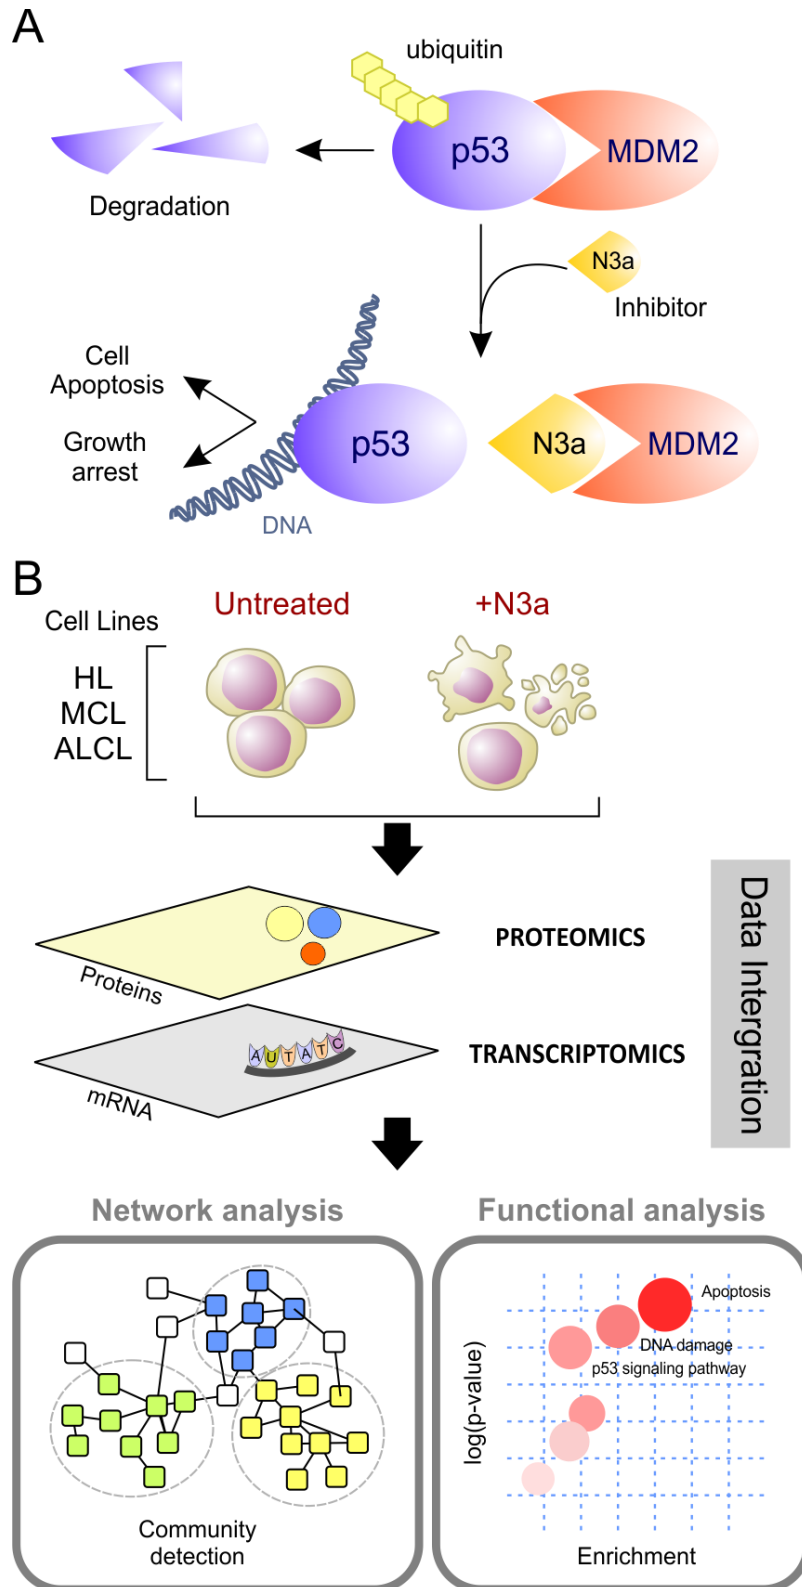 A
ubiquitin
p53
MDM2
Degradation
N3a
Inhibitor
Cell
Apoptosis
Growth
arrest
p53
N3a
MDM2
DNA
B
Cell Lines
Untreated
+N3a
HL
MCL
ALCL
Proteins
PROTEOMICS
A U T A T C
mRNA
TRANSCRIPTOMICS
Data Intergration
Network analysis
Functional analysis
Community
detection
log(p-value)
Apoptosis
DNA damage
p53 signaling pathway
Enrichment